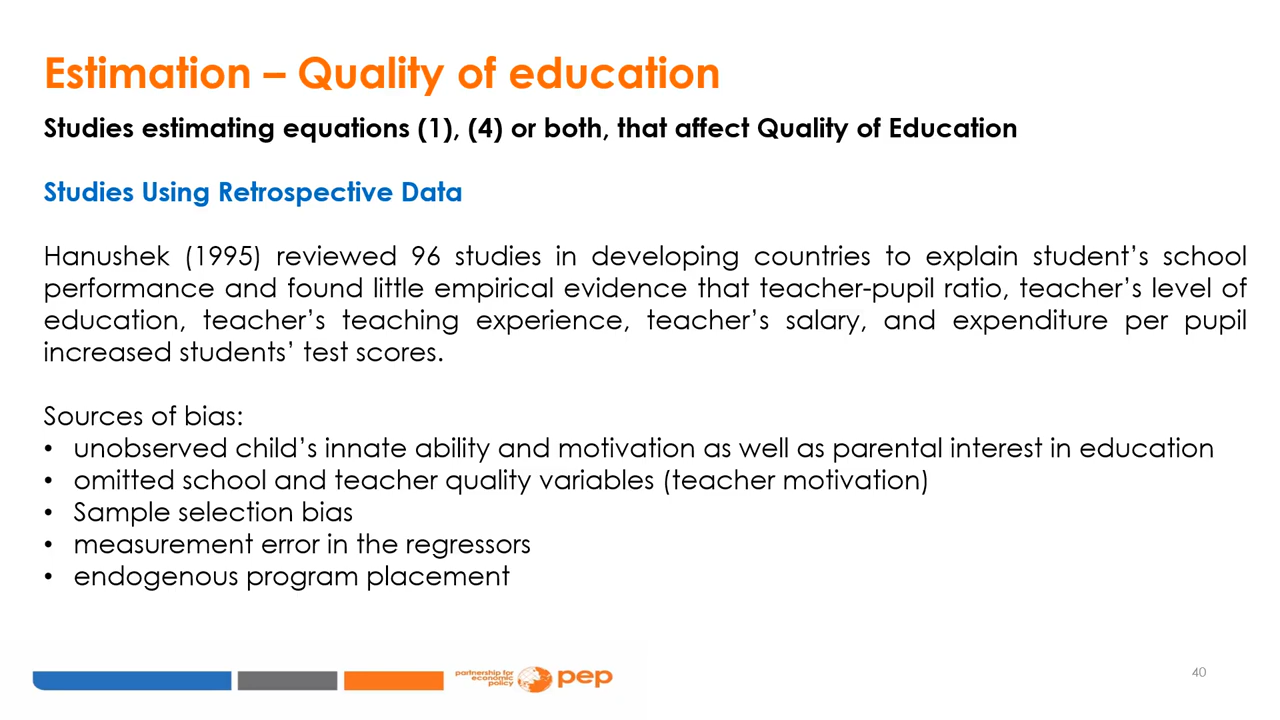 Estimation – Quality of education
Studies estimating equations (1), (4) or both, that affect Quality of Education
Studies Using Retrospective Data
Hanushek (1995) reviewed 96 studies in developing countries to explain student’s school
performance and found little empirical evidence that teacher-pupil ratio, teacher’s level of
education, teacher’s teaching experience, teacher’s salary, and expenditure per pupil
increased students’ test scores.
Sources of bias:
• unobserved child’s innate ability and motivation as well as parental interest in education
• omitted school and teacher quality variables (teacher motivation)
• Sample selection bias
• measurement error in the regressors
• endogenous program placement
partnership for
economic
policy
pep
40